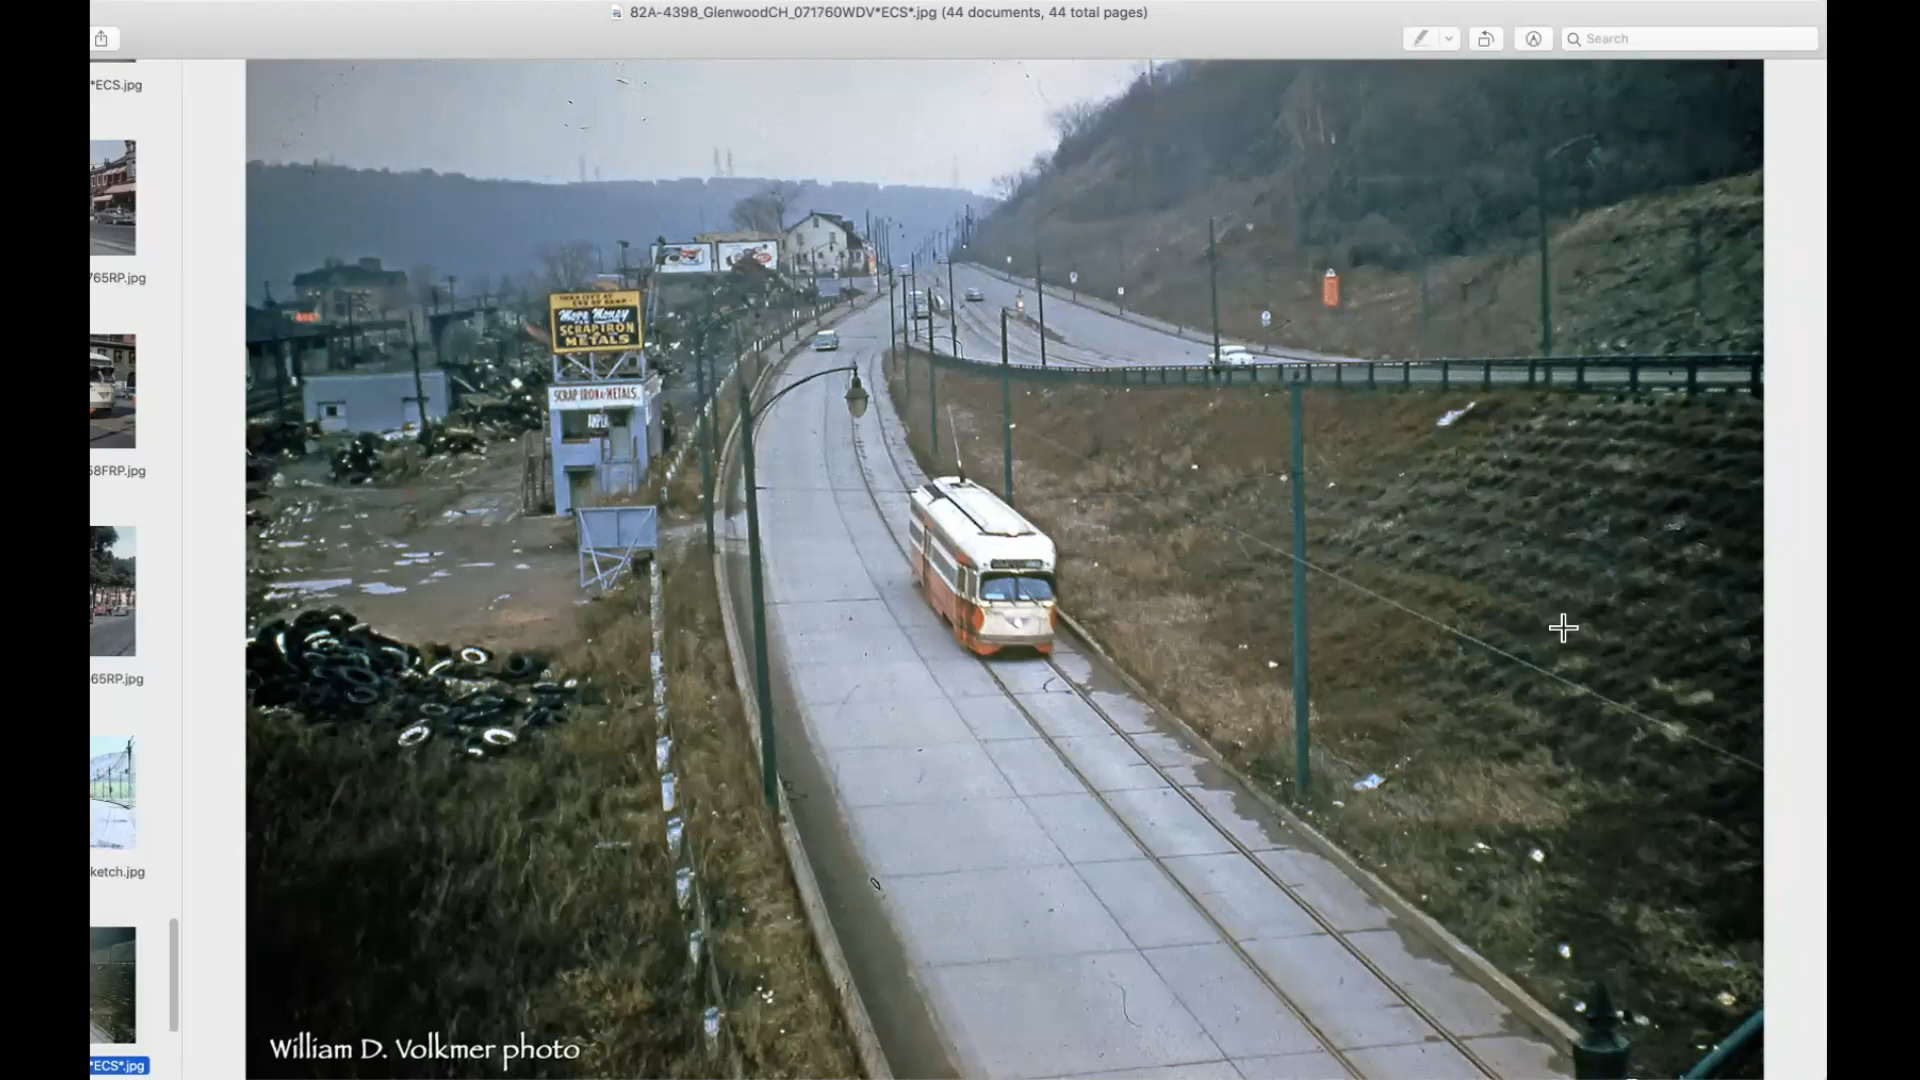 82A-4398_GlenwoodCH_071760WDV*ECS*.jpg (44 documents, 44 total pages)
Search
*ECS.jpg
65RP.jpg
58FRP.jpg
65RP.jpg
ketch.jpg
*ECS*.jpg
More Money
SCRAP IRON
METALS
SCRAP IRON & METALS
William D. Volkmer photo